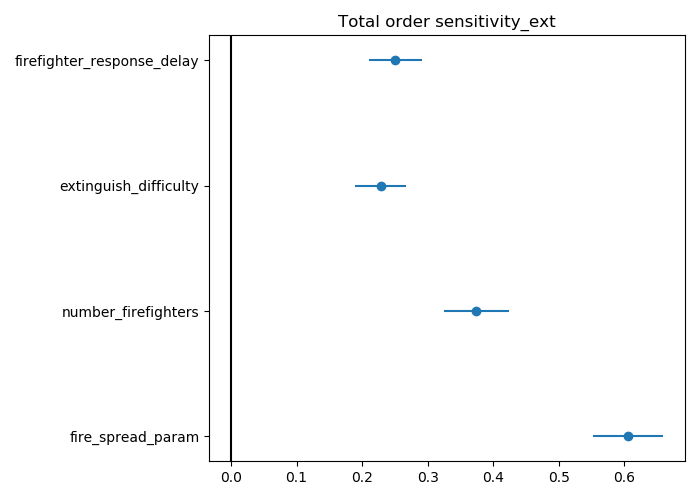 Total order sensitivity_ext
firefighter_response_delay
extinguish_difficulty
number_firefighters
fire_spread_param
0.0 0.1 0.2 0.3 0.4 0.5 0.6